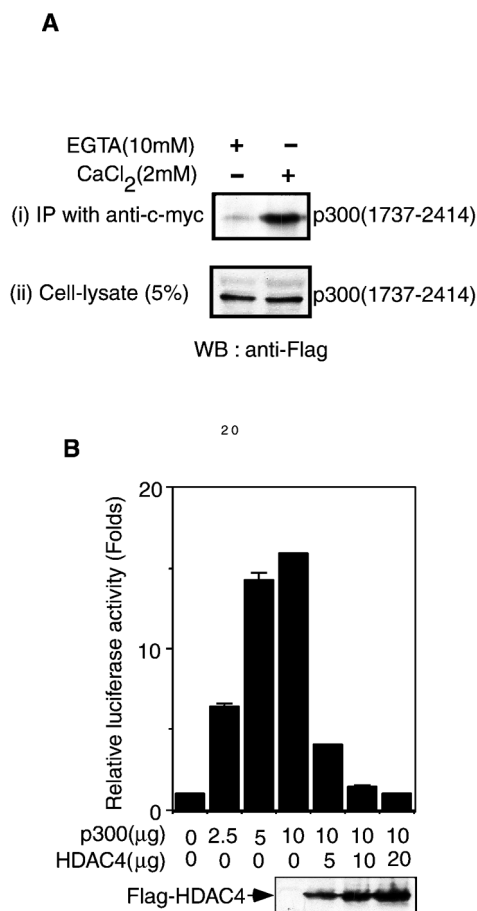 A
EGTA(10mM) + −
CaCl2(2mM) − +
(i) IP with anti-c-myc p300(1737-2414)
(ii) Cell-lysate (5%) p300(1737-2414)
WB : anti-Flag
20
B
Relative luciferase activity (Folds)
20
10
0
p300(μg) 0 2.5 5 10 10 10 10
HDAC4(μg) 0 0 0 0 5 10 20
Flag-HDAC4